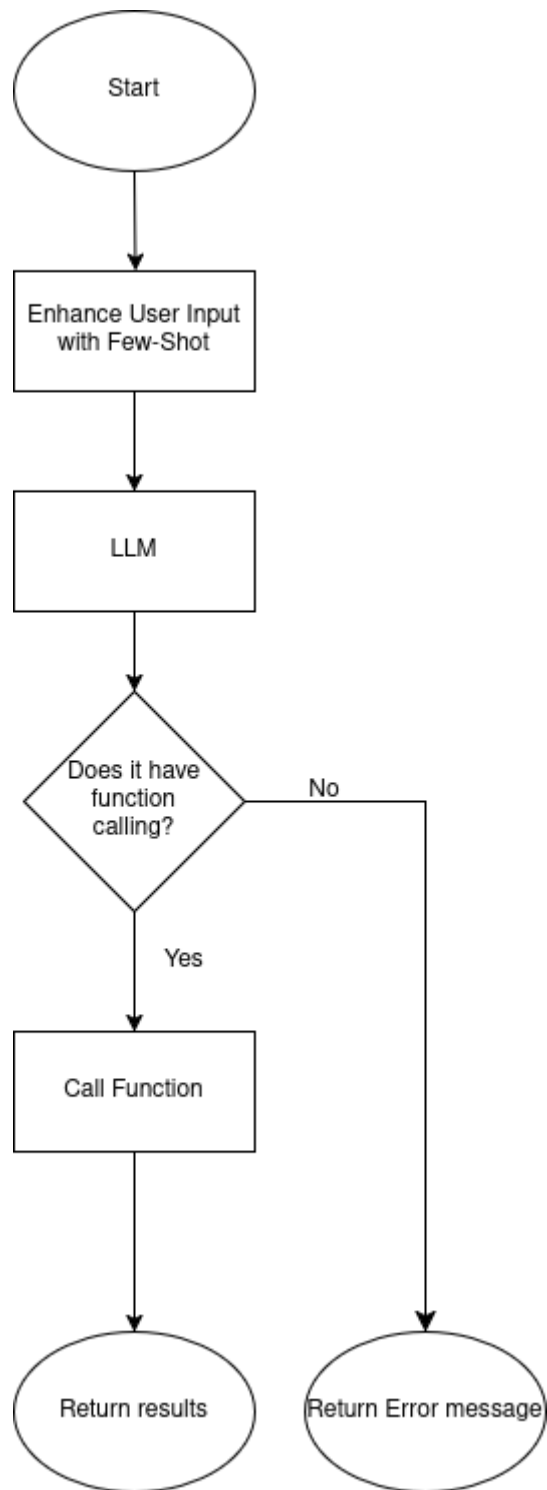 Start
Enhance User Input
with Few-Shot
LLM
Does it have
function
calling?
No
Yes
Call Function
Return results
Return Error message